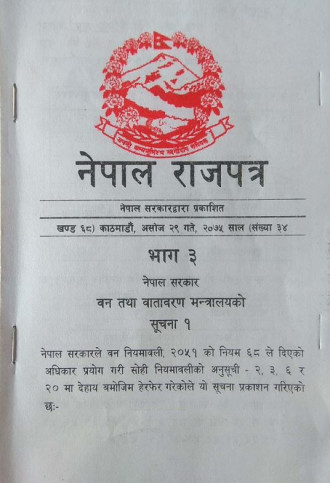 नेपाल राजपत्र
नेपाल सरकारद्वारा प्रकाशित
खण्ड ६८) काठमाडौं, असोज २९ गते, २०७५ साल (संख्या ३४
भाग ३
नेपाल सरकार
वन तथा वातावरण मन्त्रालयको
सूचना १
नेपाल सरकारले वन नियमावली, २०५१ को नियम ६८ ले दिएको
अधिकार प्रयोग गरी सोही नियमावलीको अनुसूची - २, ३, ६ र
२० मा देहाय बमोजिम हेरफेर गरेकोले यो सूचना प्रकाशन गरिएको
छः-